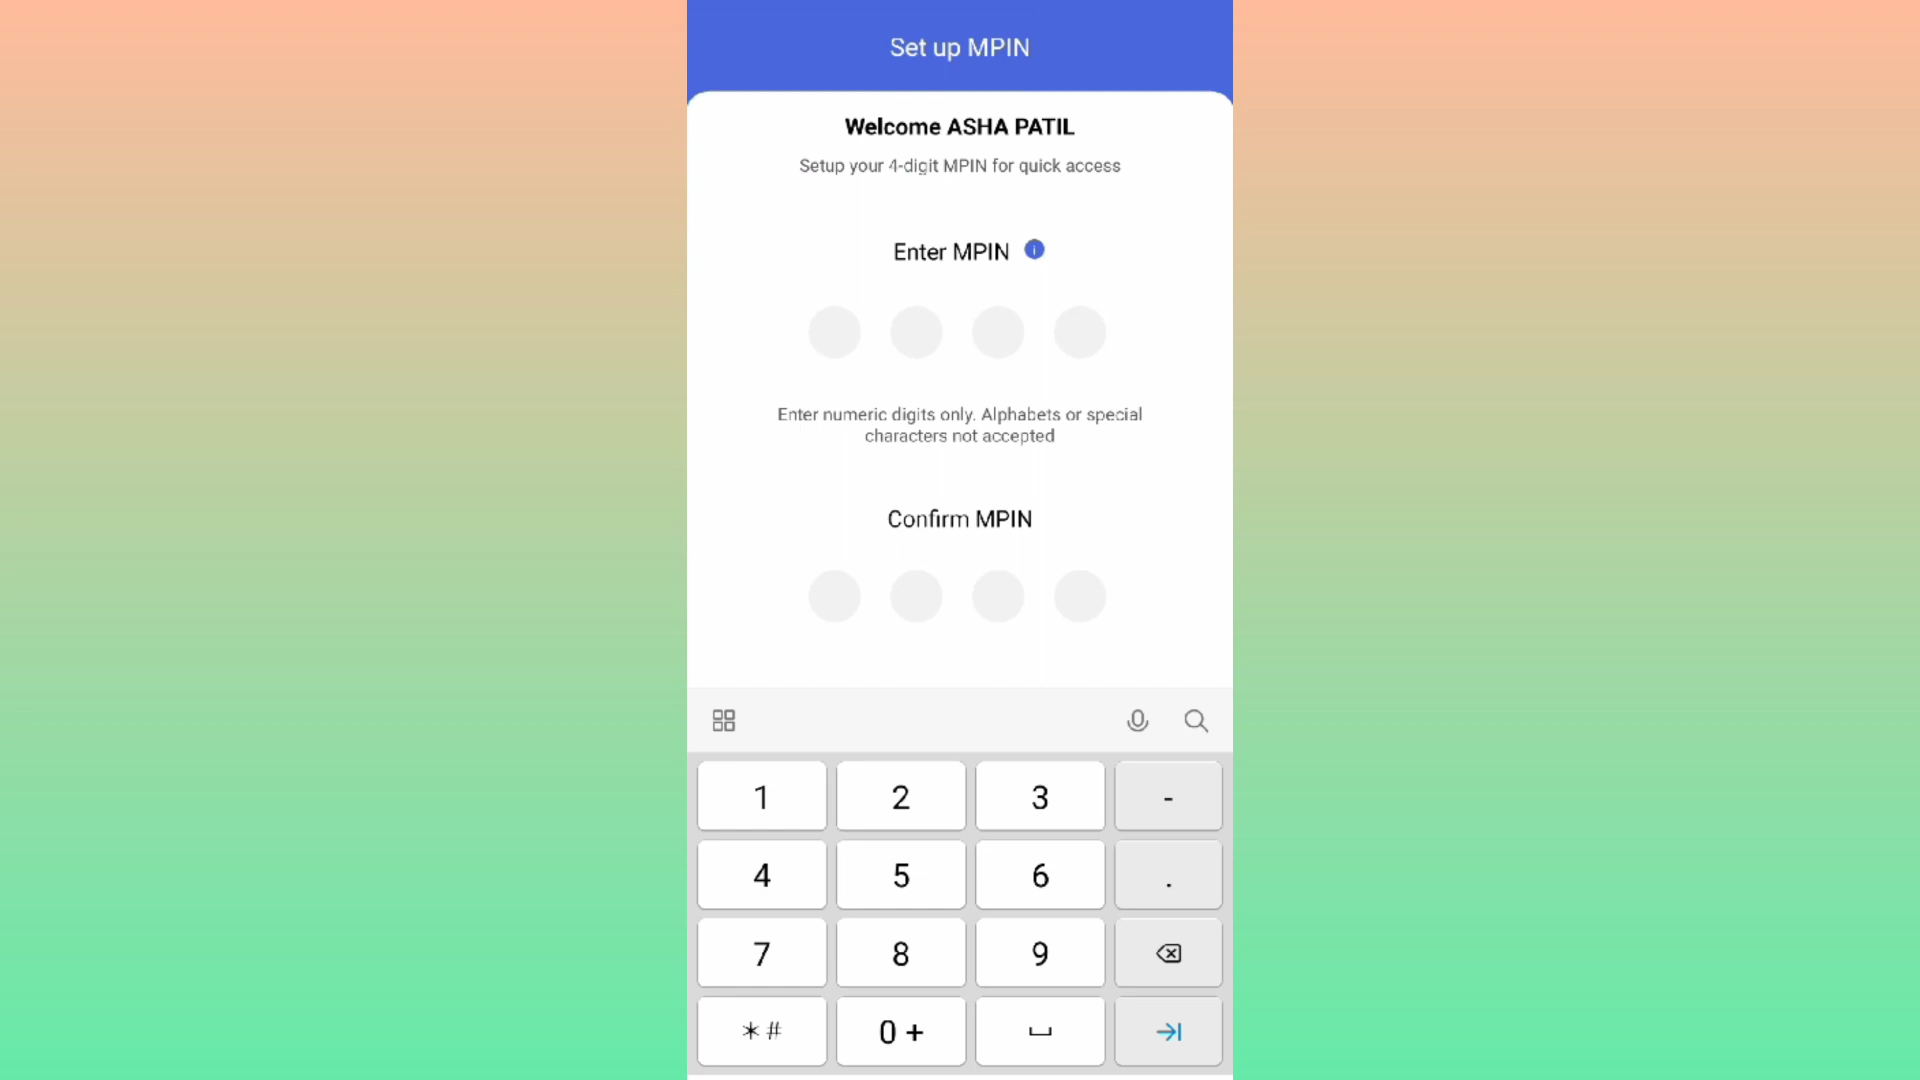 Set up MPIN
Welcome ASHA PATIL
Setup your 4-digit MPIN for quick access
Enter MPIN i
Enter numeric digits only. Alphabets or special
characters not accepted
Confirm MPIN
1 2 3 -
4 5 6 .
7 8 9
*# 0 +